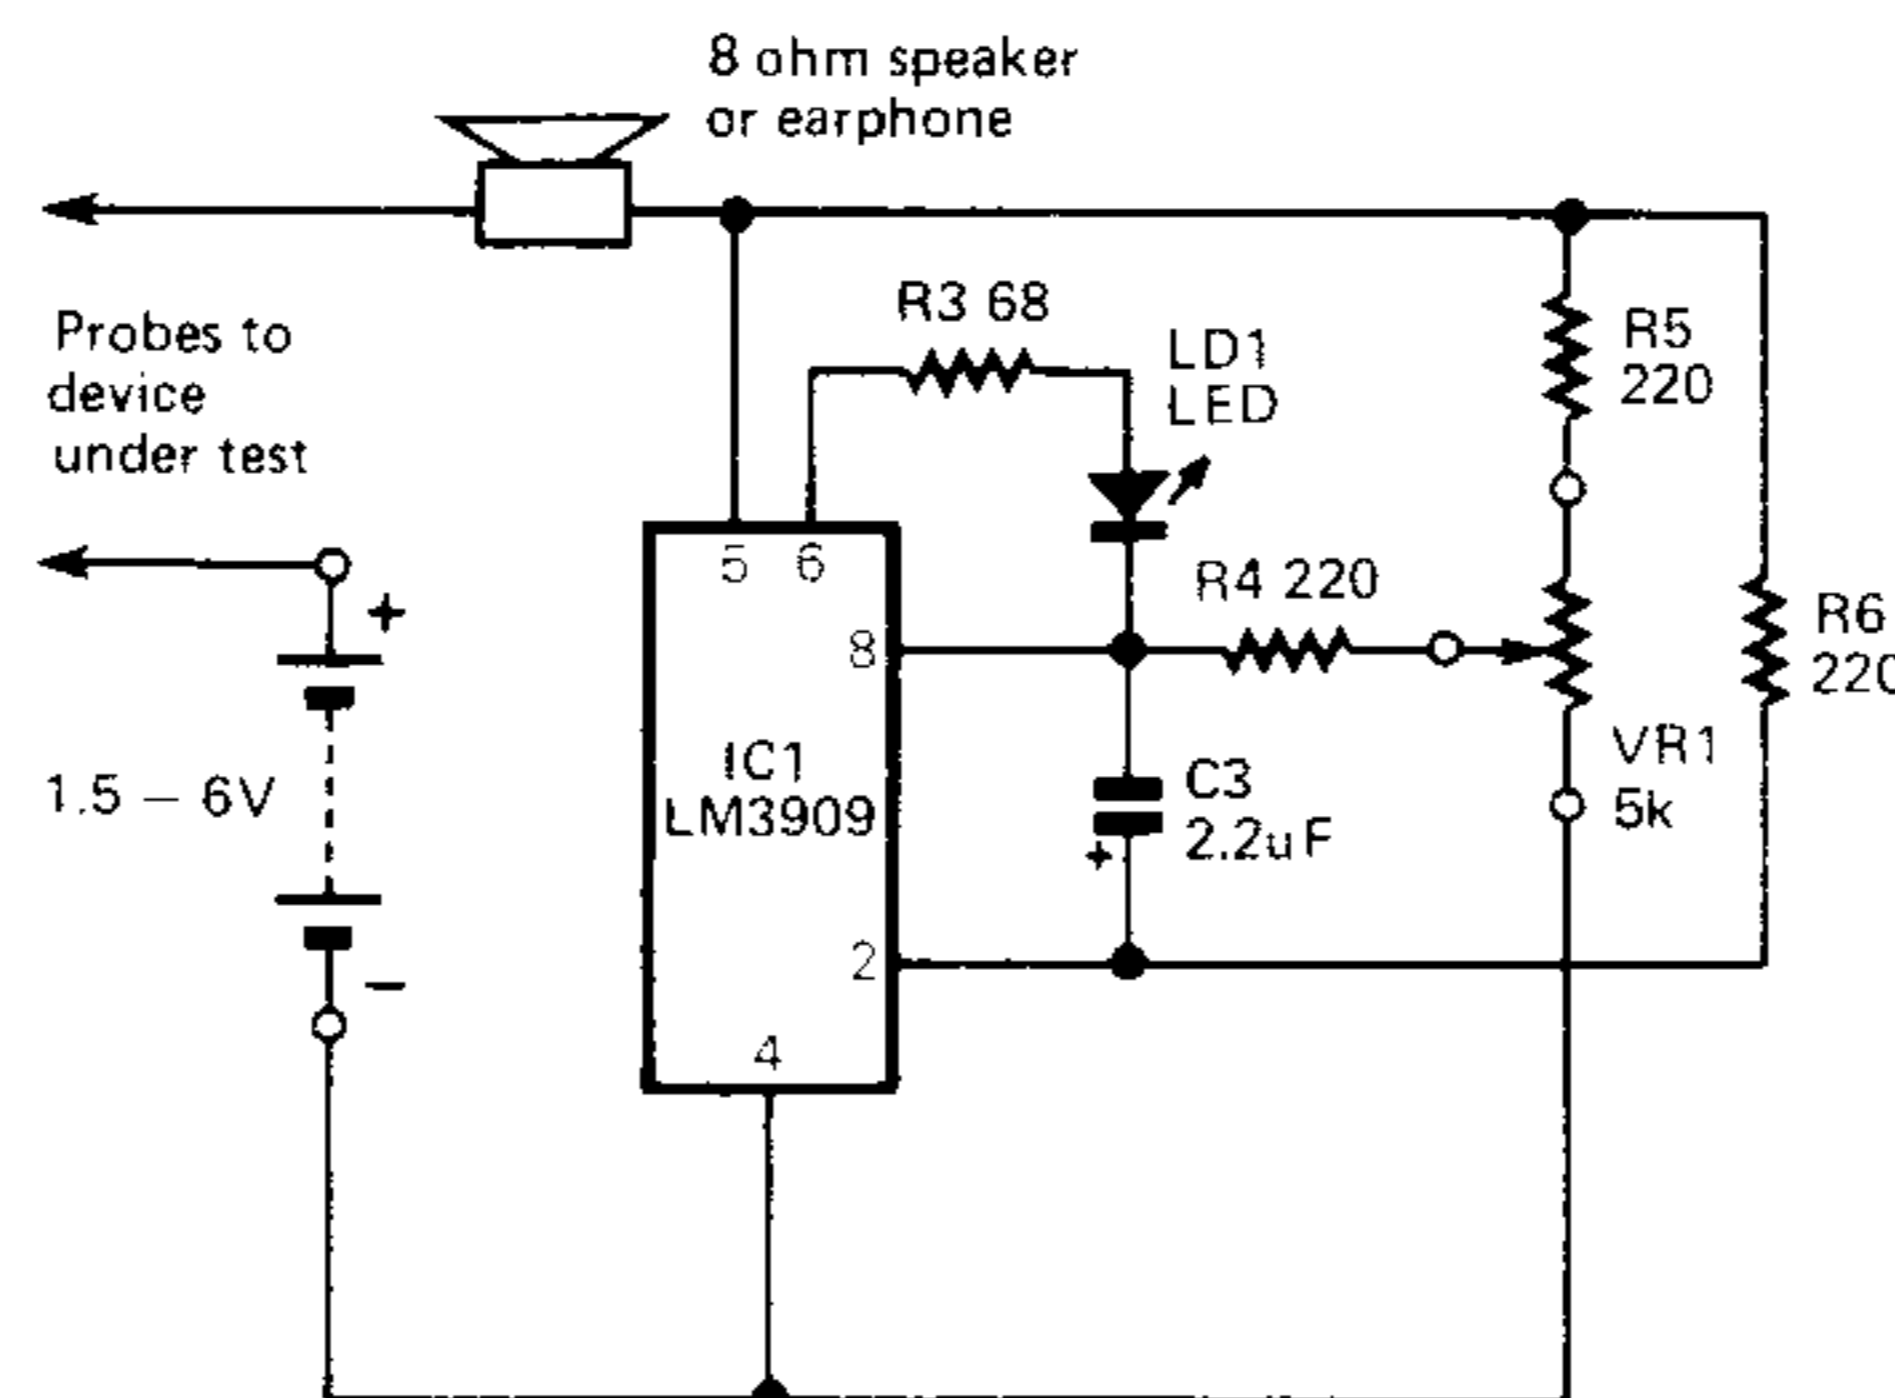 8 ohm speaker
or earphone
Probes to
device
under test
R3 68
LD1
LED
R5
220
5 6
R4 220
8
R6
220
+
1.5 – 6V
IC1
LM3909
C3
2.2uF
+
VR1
5k
2
–
4